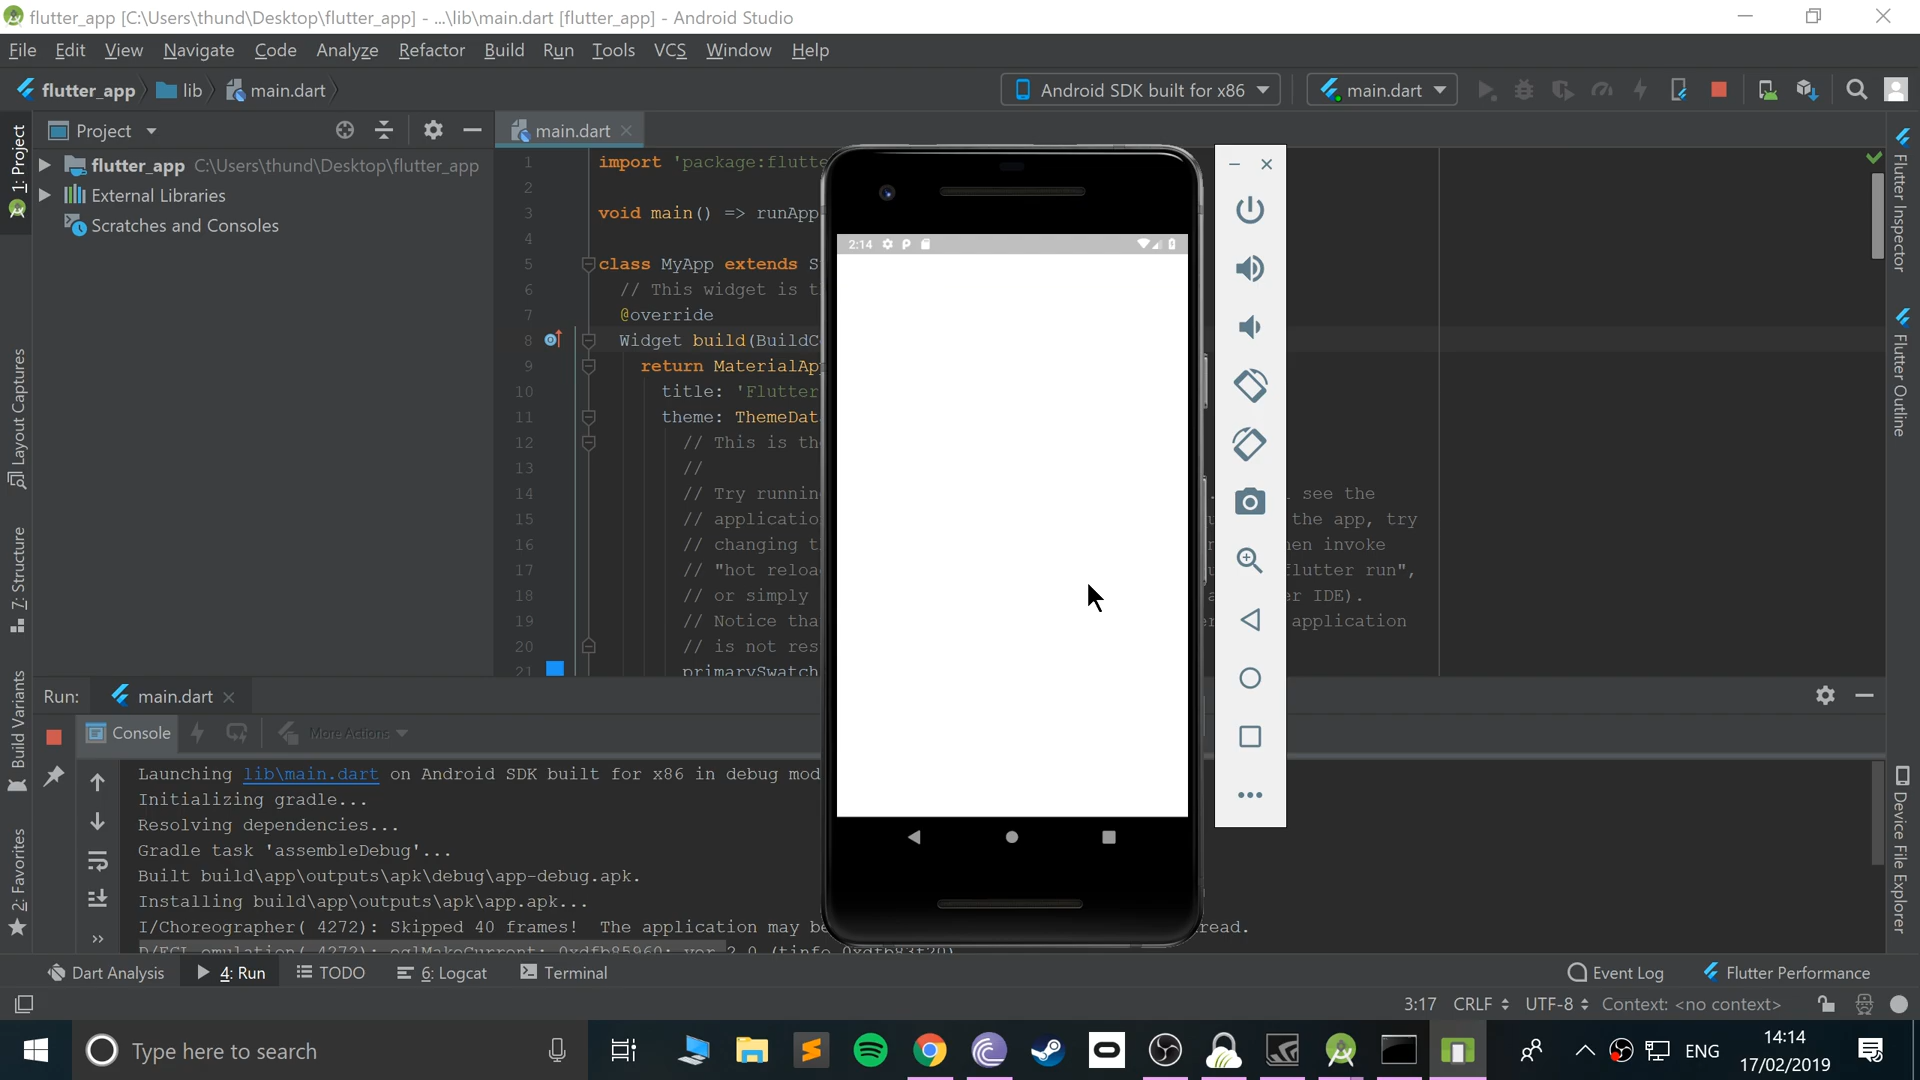 flutter_app [C:\Users\thund\Desktop\flutter_app] - ...\lib\main.dart [flutter_app] - Android Studio
File Edit View Navigate Code Analyze Refactor Build Run Tools VCS Window Help
flutter_app lib main.dart Android SDK built for x86 main.dart
Project main.dart
flutter_app C:\Users\thund\Desktop\flutter_app
External Libraries
Scratches and Consoles
1: Project
Layout Captures
7: Structure
Build Variants
2: Favorites
1 import 'package:flutte
2
3 void main() => runApp
4
5 class MyApp extends S
6 // This widget is t
7 @override
8 Widget build(BuildC
9 return MaterialAp
10 title: 'Flutter
11 theme: ThemeDat
12 // This is th
13 //
14 // Try runnin see the
15 // applicatio the app, try
16 // changing t en invoke
17 // "hot reloa flutter run",
18 // or simply r IDE).
19 // Notice tha application
20 // is not res
21 primarySwatch
2:14
Flutter Inspector
Flutter Outline
Device File Explorer
Run: main.dart
Console More Actions
Launching lib\main.dart on Android SDK built for x86 in debug mod
Initializing gradle...
Resolving dependencies...
Gradle task 'assembleDebug'...
Built build\app\outputs\apk\debug\app-debug.apk.
Installing build\app\outputs\apk\app.apk...
I/Choreographer( 4272): Skipped 40 frames! The application may be read.
D/EGL_emulation( 4272): eglMakeCurrent: 0xdfb85960: ver 2 0
Dart Analysis 4: Run TODO 6: Logcat Terminal Event Log Flutter Performance
3:17 CRLF UTF-8 Context: <no context>
Type here to search ENG 14:14
17/02/2019